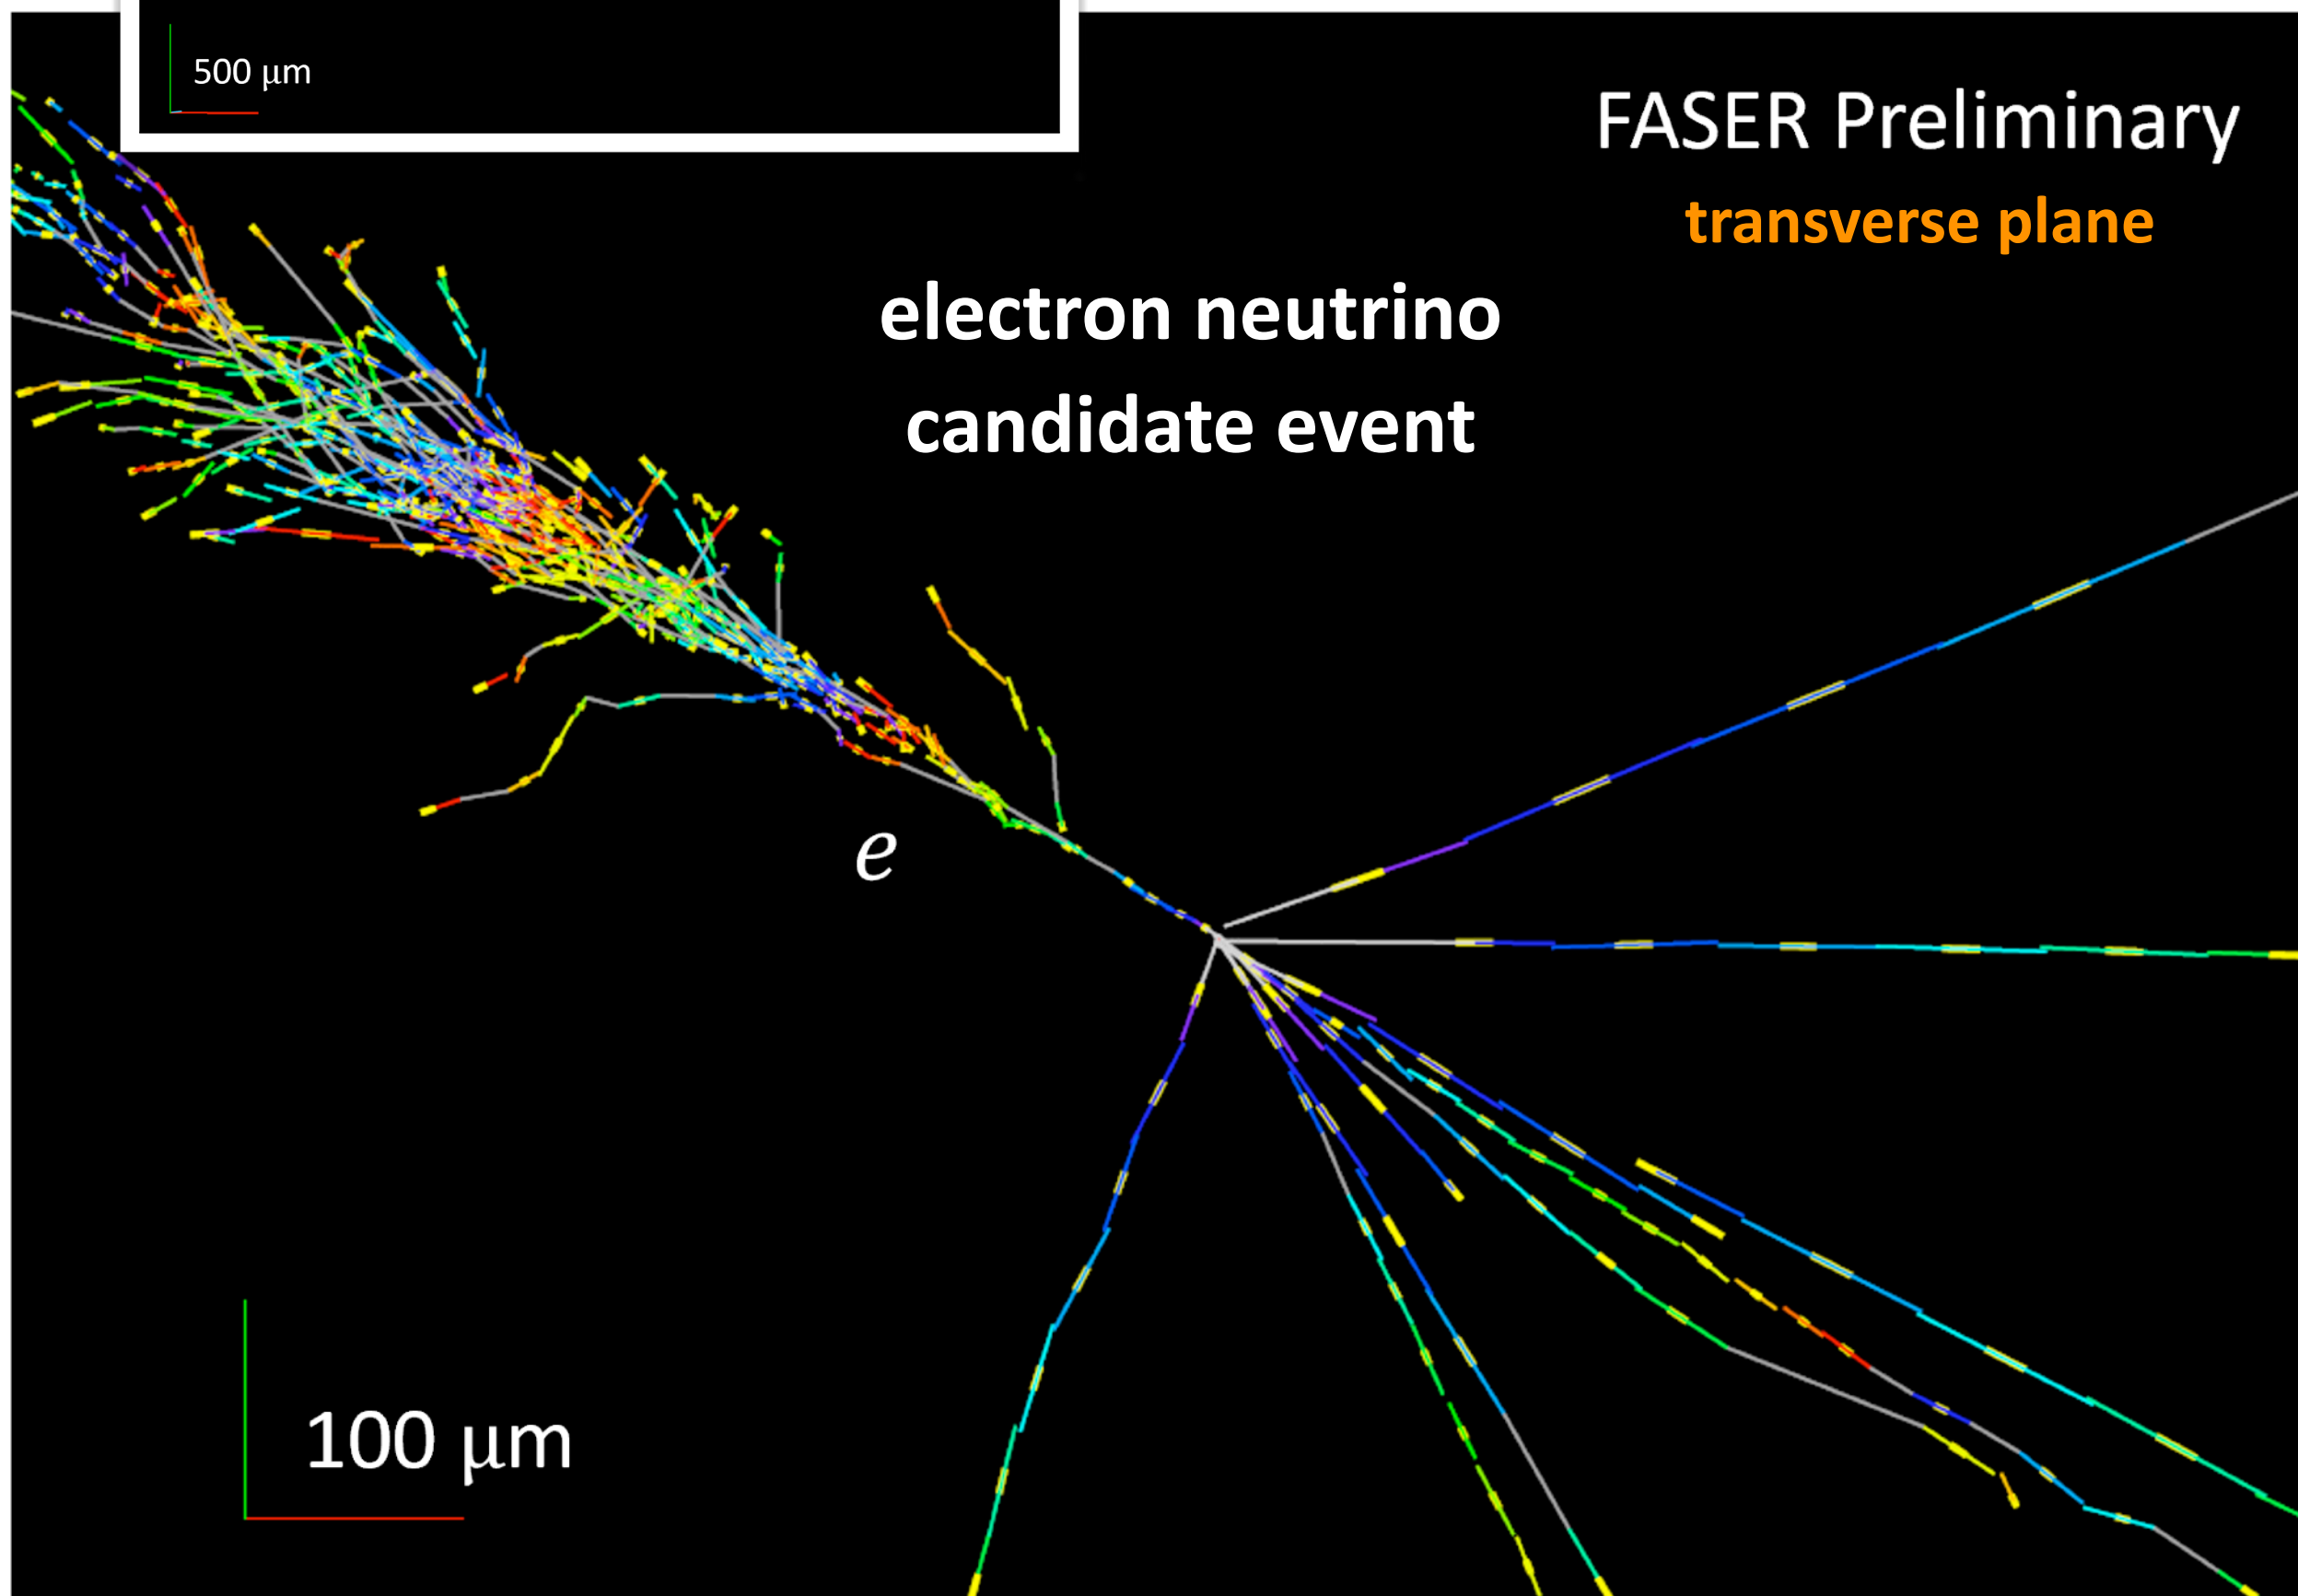 500 μm
FASER Preliminary
transverse plane
electron neutrino
candidate event
e
100 μm